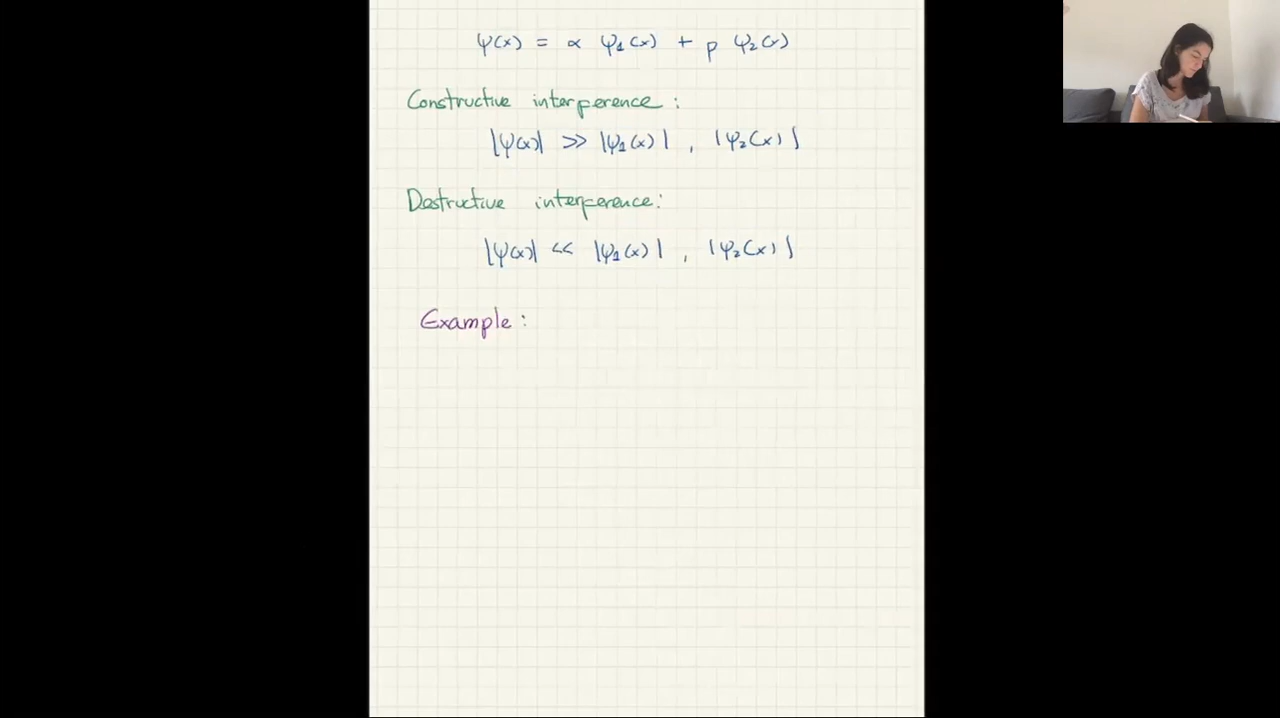 ψ(x) = α ψ₁(x) + β ψ₂(x)
Constructive interference :
|ψ(x)| >> |ψ₁(x)| , |ψ₂(x)|
Destructive interference :
|ψ(x)| << |ψ₁(x)| , |ψ₂(x)|
Example :